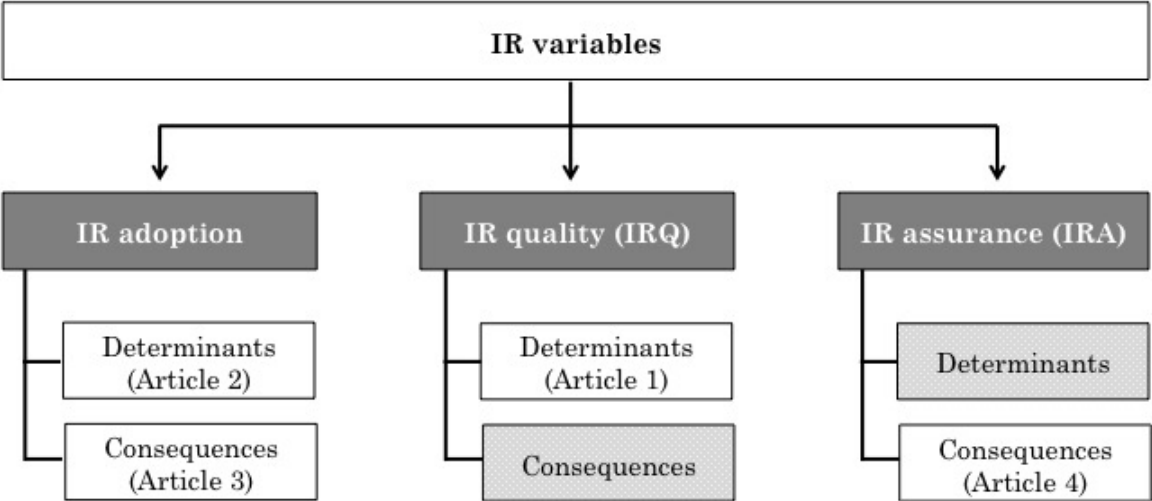 IR variables
IR adoption
IR quality (IRQ)
IR assurance (IRA)
Determinants
(Article 2)
Determinants
(Article 1)
Determinants
Consequences
(Article 3)
Consequences
Consequences
(Article 4)